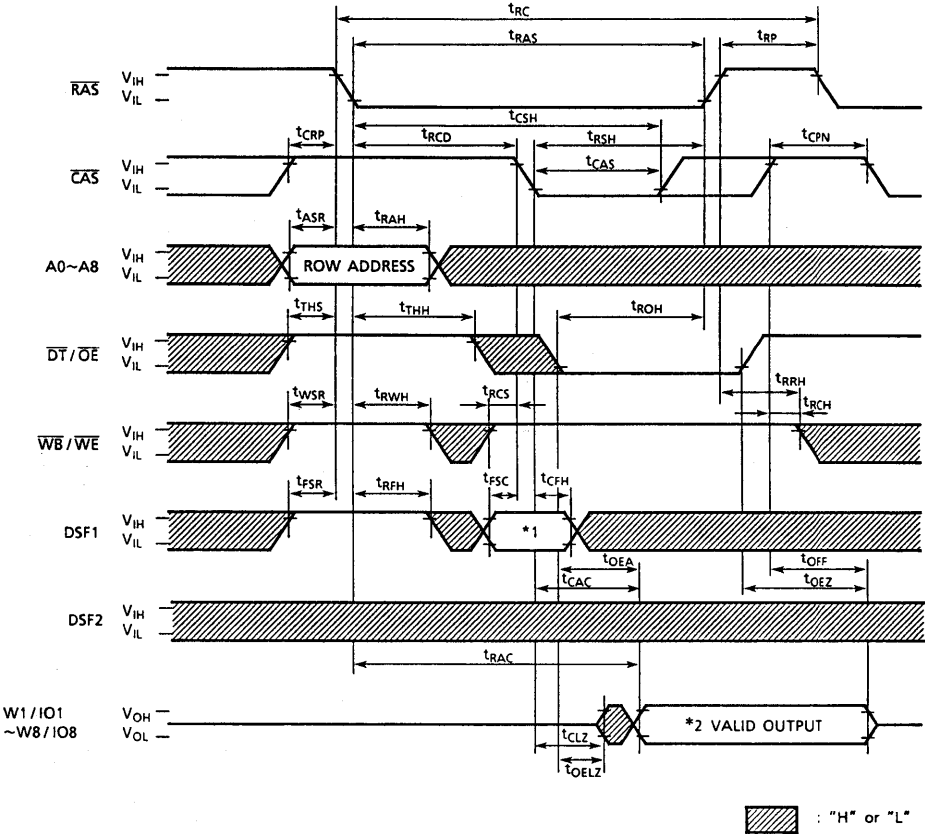 tRC
tRAS
tRP
RAS
VIH
VIL
tCSH
tCRP
tRCD
tRSH
tCPN
CAS
VIH
VIL
tCAS
tASR
tRAH
A0~A8
VIH
VIL
ROW ADDRESS
tTHS
tTHH
tROH
DT/OE
VIH
VIL
tRRH
tWSR
tRWH
tRCS
tRCH
WB/WE
VIH
VIL
tFSR
tRFH
tFSC
tCFH
DSF1
VIH
VIL
*1
tOEA
tOFF
tCAC
tOEZ
DSF2
VIH
VIL
tRAC
W1/IO1
~W8/IO8
VOH
VOL
*2 VALID OUTPUT
tCLZ
tOELZ
: "H" or "L"